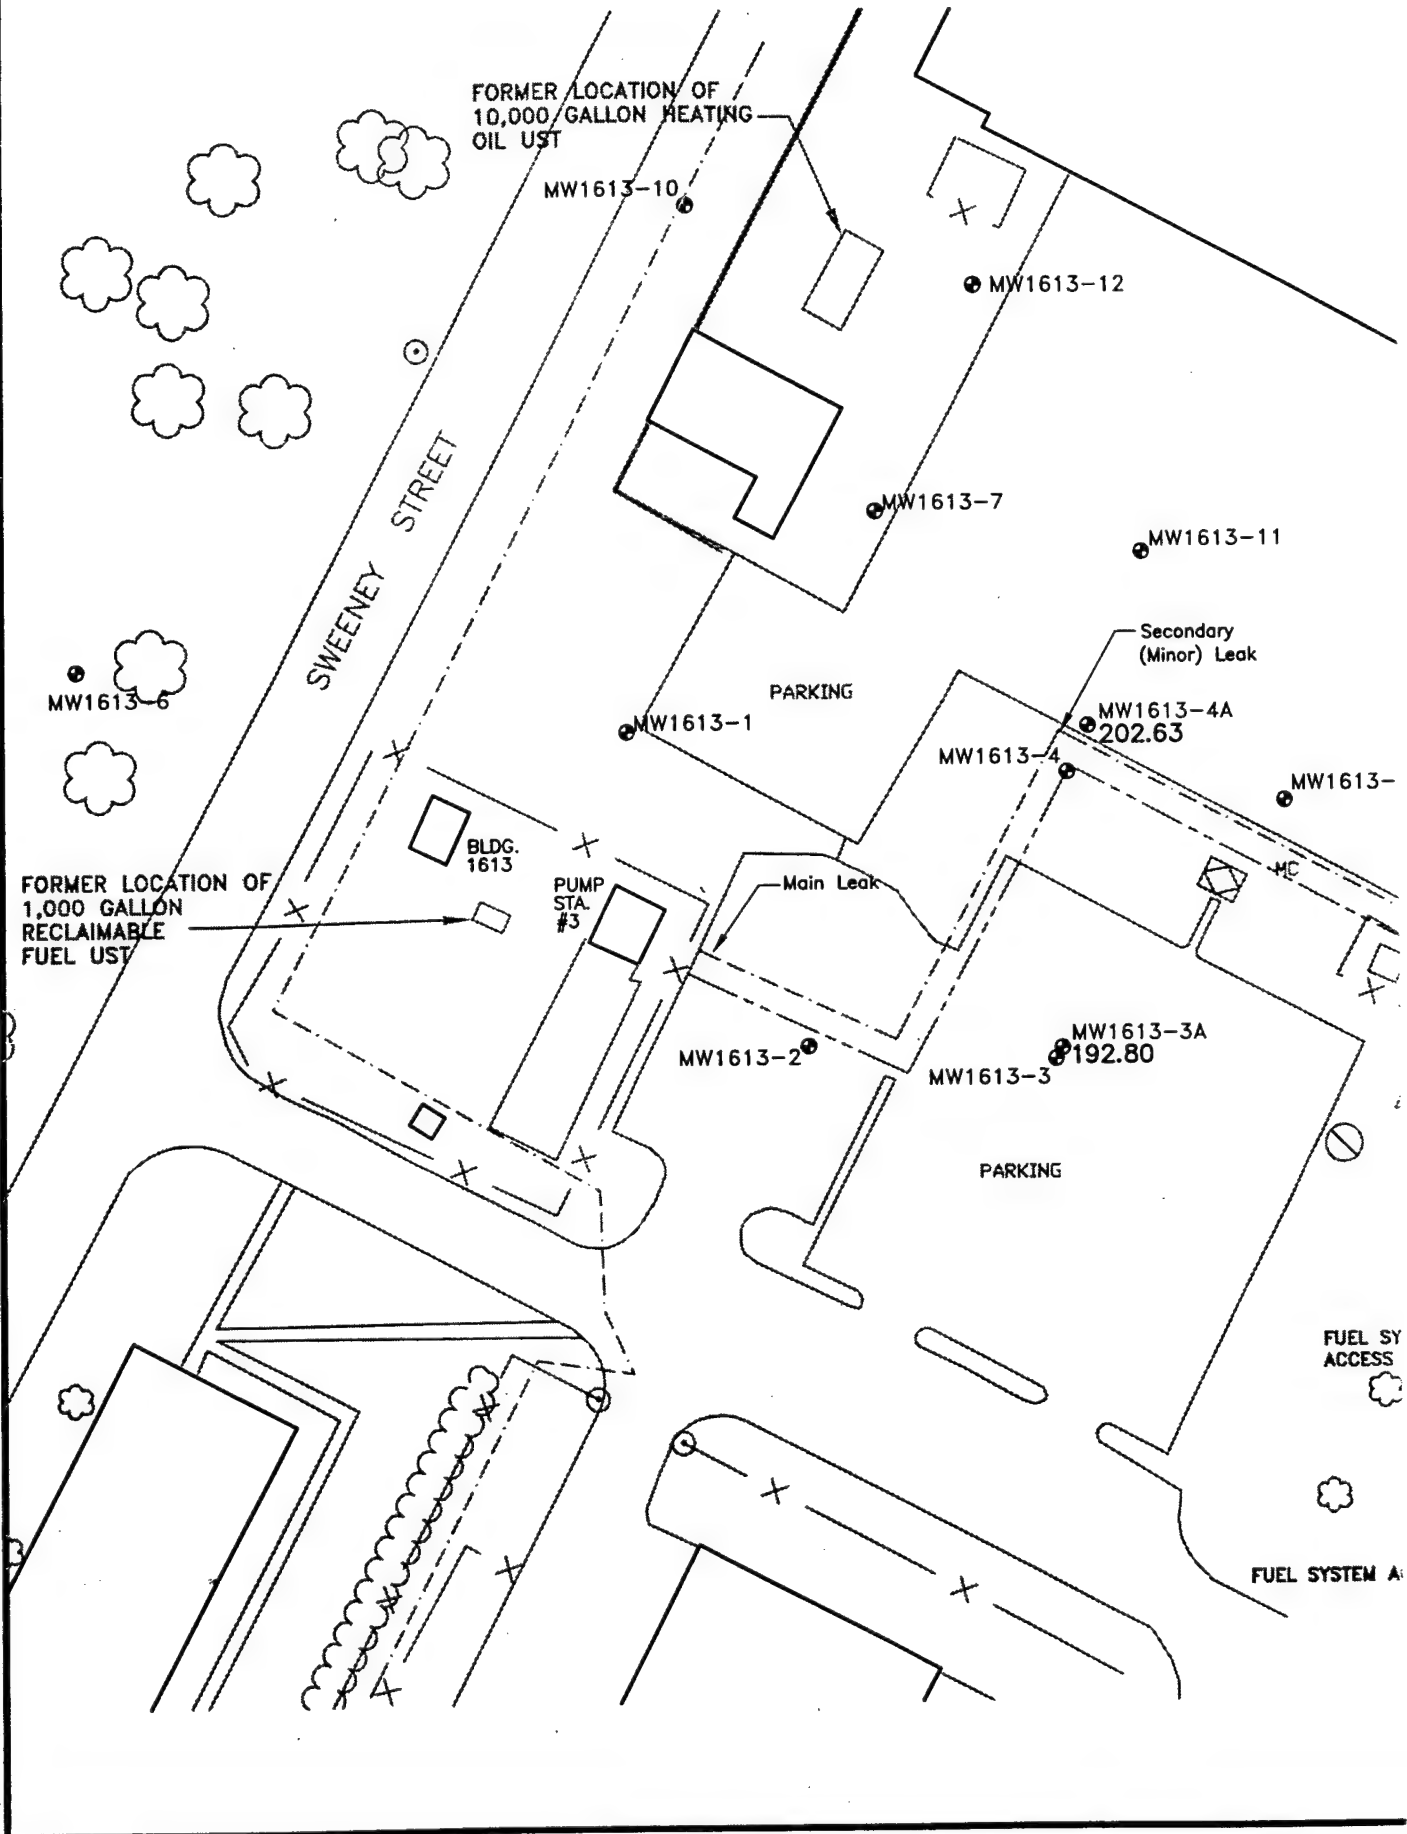 FORMER LOCATION OF
10,000 GALLON HEATING
OIL UST
MW1613-10
MW1613-12
SWEENEY STREET
MW1613-7
MW1613-11
Secondary
(Minor) Leak
MW1613-6
PARKING
MW1613-1
MW1613-4A
202.63
MW1613-4
MW1613-
BLDG.
1613
FORMER LOCATION OF
1,000 GALLON
RECLAIMABLE
FUEL UST
PUMP
STA.
#3
Main Leak
MC
MW1613-2
MW1613-3A
192.80
MW1613-3
PARKING
FUEL SY
ACCESS
FUEL SYSTEM A